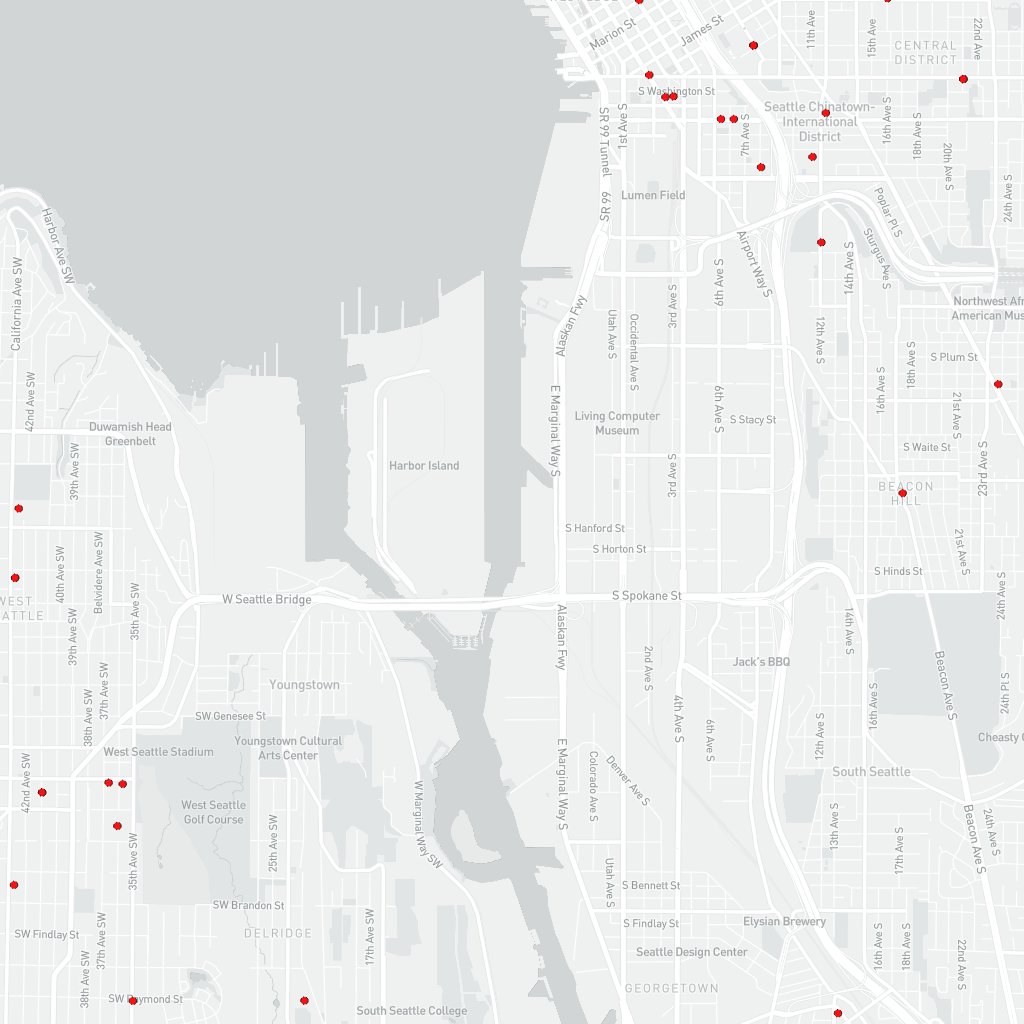 Marion St
James St
11th Ave
15th Ave
22nd Ave
CENTRAL
DISTRICT
S Washington St
Seattle Chinatown-
International
District
SR 99 Tunnel
1st Ave S
7th Ave S
16th Ave S
18th Ave S
20th Ave S
24th Ave S
Lumen Field
SR 99
Poplar Pl S
Harbor Ave SW
California Ave SW
Airport Way S
Sturgus Ave S
6th Ave S
14th Ave S
3rd Ave S
Northwest Afri
American Mus
Alaskan Fwy
Utah Ave S
Occidental Ave S
12th Ave S
18th Ave S
S Plum St
42nd Ave SW
E Marginal Way S
6th Ave S
16th Ave S
21st Ave S
Duwamish Head
Greenbelt
Living Computer
Museum
S Stacy St
S Waite St
39th Ave SW
Harbor Island
3rd Ave S
23rd Ave S
BEACON
HILL
S Hanford St
S Horton St
21st Ave S
40th Ave SW
Belvidere Ave SW
35th Ave SW
S Hinds St
24th Ave S
WEST
ATTLE
W Seattle Bridge
S Spokane St
39th Ave SW
Alaskan Fwy
14th Ave S
37th Ave SW
Youngstown
2nd Ave S
Jack's BBQ
Beacon Ave S
24th Pl S
38th Ave SW
SW Genesee St
4th Ave S
6th Ave S
16th Ave S
12th Ave S
Cheasty G
West Seattle Stadium
Youngstown Cultural
Arts Center
42nd Ave SW
E Marginal Way S
Colorado Ave S
Denver Ave S
South Seattle
West Seattle
Golf Course
W Marginal Way SW
35th Ave SW
25th Ave SW
13th Ave S
17th Ave S
Beacon Ave S
24th Ave S
Utah Ave S
S Bennett St
SW Brandon St
SW Findlay St
37th Ave SW
DELRIDGE
17th Ave SW
S Findlay St
Elysian Brewery
Seattle Design Center
16th Ave S
18th Ave S
22nd Ave S
38th Ave SW
SW Raymond St
GEORGETOWN
South Seattle College